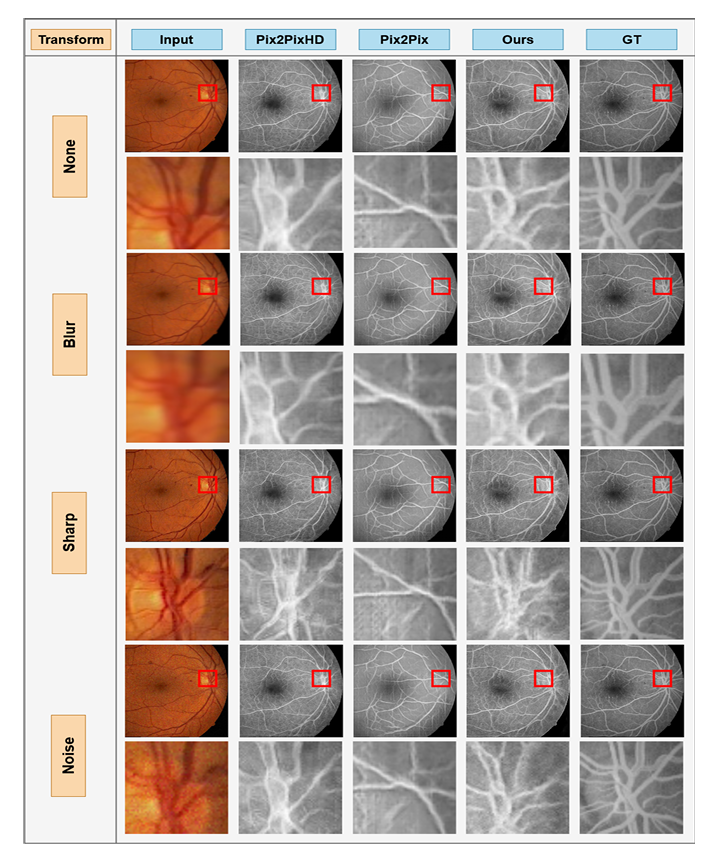 Transform Input Pix2PixHD Pix2Pix Ours GT
None
Blur
Sharp
Noise